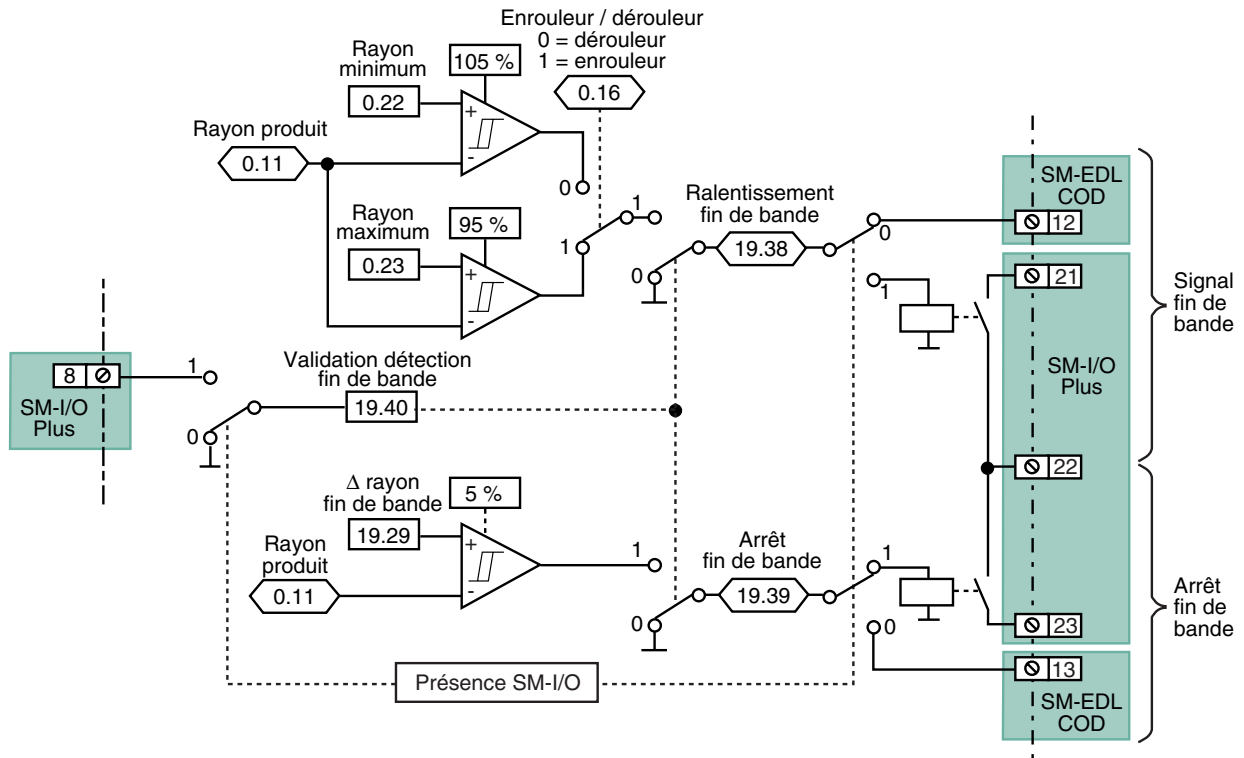 Enrouleur / dérouleur
0 = dérouleur
1 = enrouleur
0.16
Rayon
minimum
105 %
0.22
+
-
Rayon produit
0.11
0
1
1
Rayon
maximum
95 %
0.23
+
-
Ralentissement
fin de bande
19.38
0
0
1
SM-EDL
COD
12
21
SM-I/O
Plus
22
23
13
SM-EDL
COD
Signal
fin de
bande
Arrêt
fin de
bande
8
SM-I/O
Plus
1
0
Validation détection
fin de bande
19.40
Δ rayon
fin de bande
5 %
19.29
+
-
Rayon
produit
0.11
1
0
Arrêt
fin de bande
19.39
1
0
Présence SM-I/O